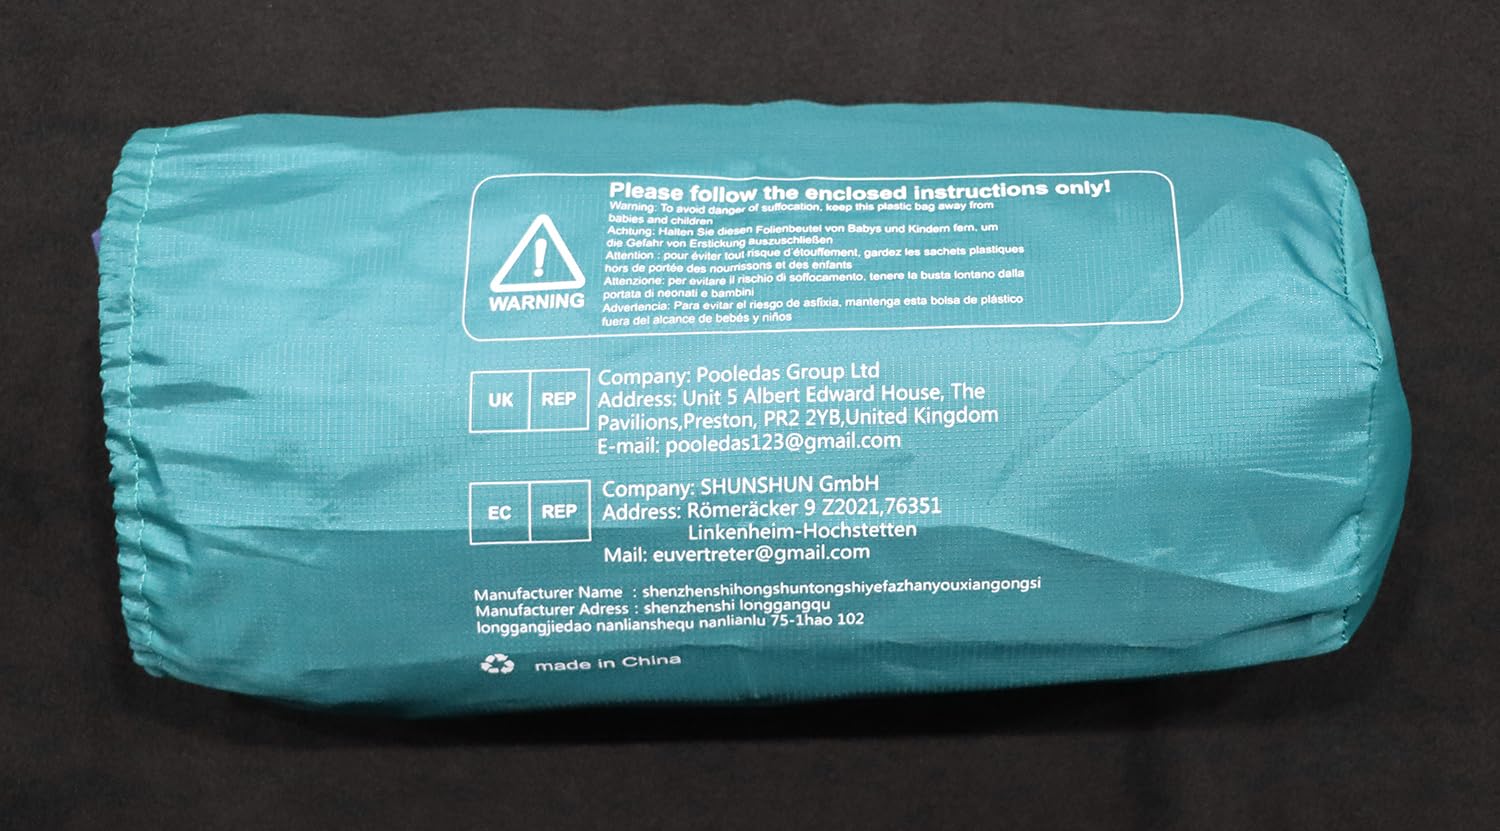 Please follow the enclosed instructions only!
Warning: To avoid danger of suffocation, keep this plastic bag away from
babies and children
Achtung: Halten Sie diesen Folienbeutel von Babys und Kindern fern, um
die Gefahr von Erstickung auszuschließen
Attention : pour éviter tout risque d'étouffement, gardez les sachets plastiques
hors de portée des nourrissons et des enfants
Attenzione: per evitare il rischio di soffocamento, tenere la busta lontano dalla
portata di neonati e bambini
Advertencia: Para evitar el riesgo de asfixia, mantenga esta bolsa de plástico
fuera del alcance de bebés y niños
WARNING
UK REP
Company: Pooledas Group Ltd
Address: Unit 5 Albert Edward House, The
Pavilions,Preston, PR2 2YB,United Kingdom
E-mail: pooledas123@gmail.com
EC REP
Company: SHUNSHUN GmbH
Address: Römeräcker 9 Z2021,76351
Linkenheim-Hochstetten
Mail: euvertreter@gmail.com
Manufacturer Name : shenzhenshihongshuntongshiyefazhanyouxiangongsi
Manufacturer Adress : shenzhenshi longgangqu
longgangjiedao nanlianshequ nanlianlu 75-1hao 102
made in China